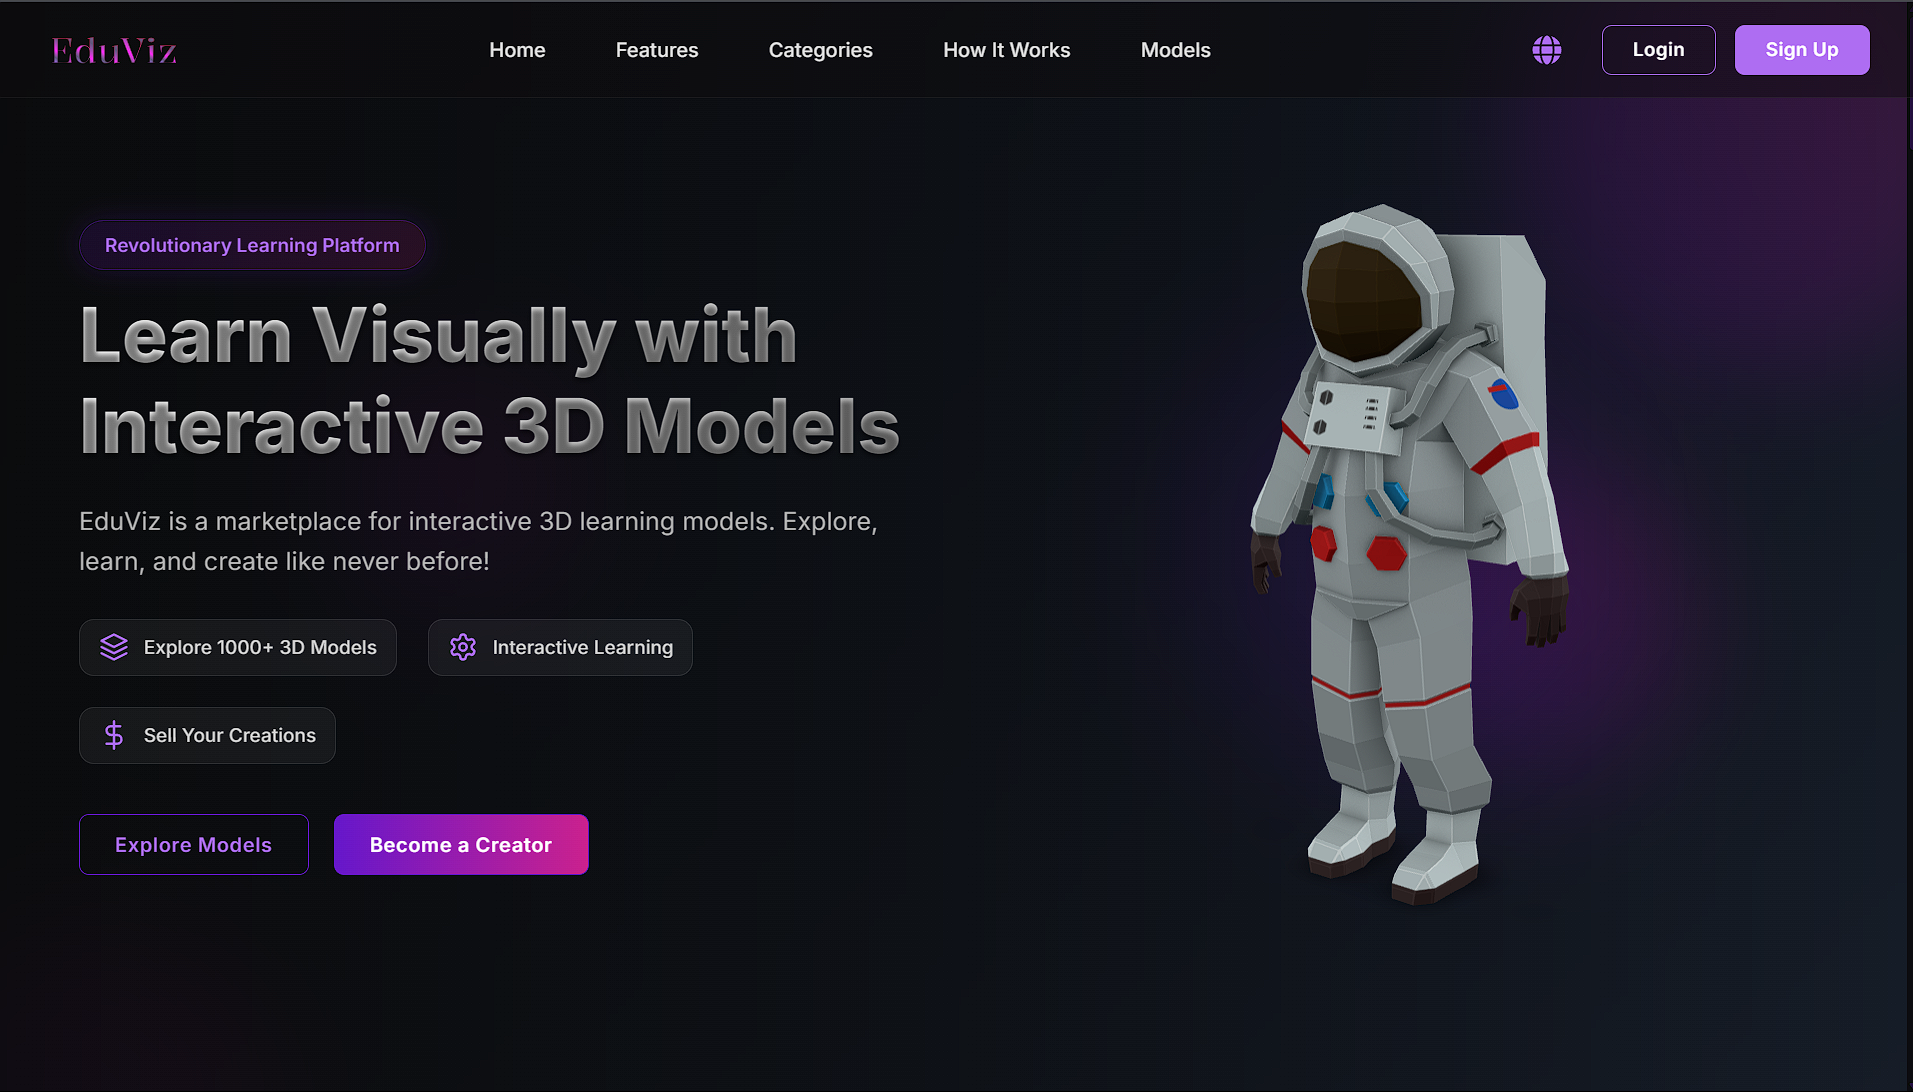 EduViz
Home
Features
Categories
How It Works
Models
Login
Sign Up
Revolutionary Learning Platform
Learn Visually with
Interactive 3D Models
EduViz is a marketplace for interactive 3D learning models. Explore,
learn, and create like never before!
Explore 1000+ 3D Models
Interactive Learning
Sell Your Creations
Explore Models
Become a Creator